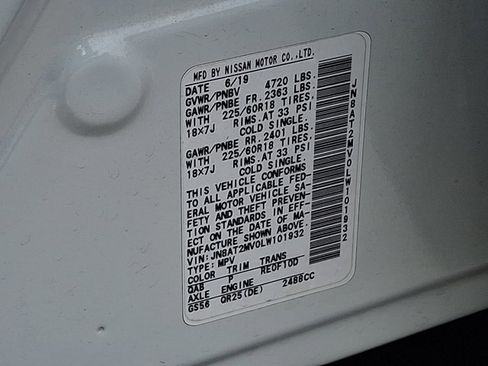 MFD BY NISSAN MOTOR CO.,LTD.
DATE 6/19
GVWR/PNBV 4720 LBS.
GAWR/PNBE FR. 2363 LBS.
WITH 225/60R18 TIRES.
18X7J RIMS.AT 33 PSI
COLD SINGLE.
GAWR/PNBE RR. 2401 LBS.
WITH 225/60R18 TIRES.
18X7J RIMS.AT 33 PSI
COLD SINGLE.
THIS VEHICLE CONFORMS
TO ALL APPLICABLE FED-
ERAL MOTOR VEHICLE SA-
FETY AND THEFT PREVEN-
TION STANDARDS IN EFF-
ECT ON THE DATE OF MA-
NUFACTURE SHOWN ABOVE.
VIN: JN8AT2MV0LW101932
TYPE: MPV
COLOR TRIM TRANS
QAB P RE0F10D
AXLE ENGINE
GS56 QR25(DE) 2488CC
JN8AT2MV0LW101932